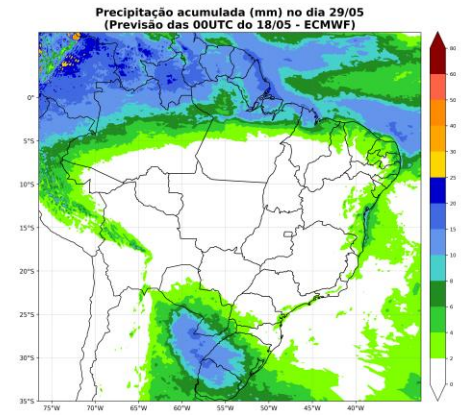 Precipitação acumulada (mm) no dia 29/05
(Previsão das 00UTC do 18/05 - ECMWF)
80
60
50
40
30
25
20
15
10
8
6
4
2
0
0°
5°S
10°S
15°S
20°S
25°S
30°S
35°S
75°W
70°W
65°W
60°W
55°W
50°W
45°W
40°W